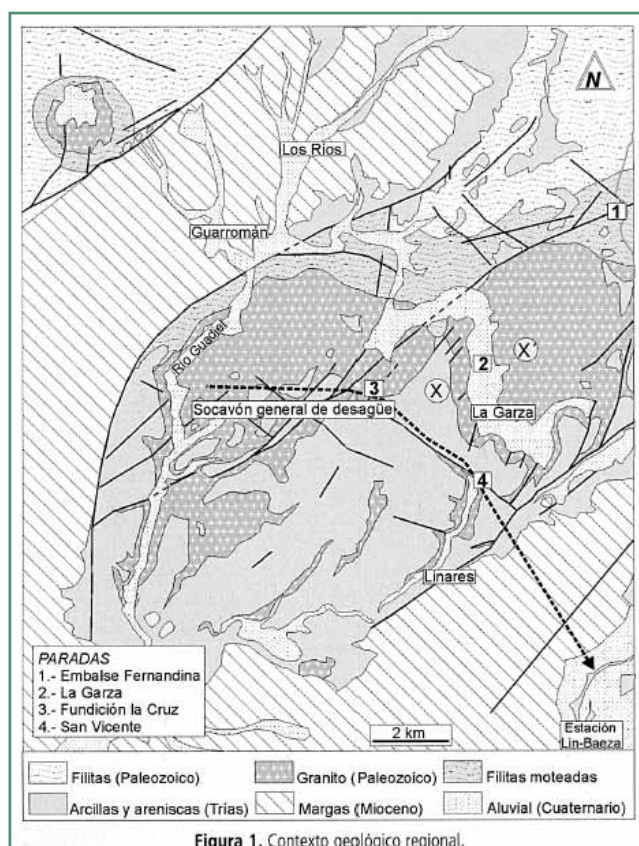 N
Los Ríos
1
Guarromán
Río Guadiel
2
X
X
3
Socavón general de desagüe
La Garza
4
Linares
PARADAS
1.- Embalse Fernandina
2.- La Garza
3.- Fundición la Cruz
4.- San Vicente
2 km
Estación
Lin-Baeza
Filitas (Paleozoico)
Granito (Paleozoico)
Filitas moteadas
Arcillas y areniscas (Trías)
Margas (Mioceno)
Aluvial (Cuaternario)
Figura 1. Contexto geológico regional.